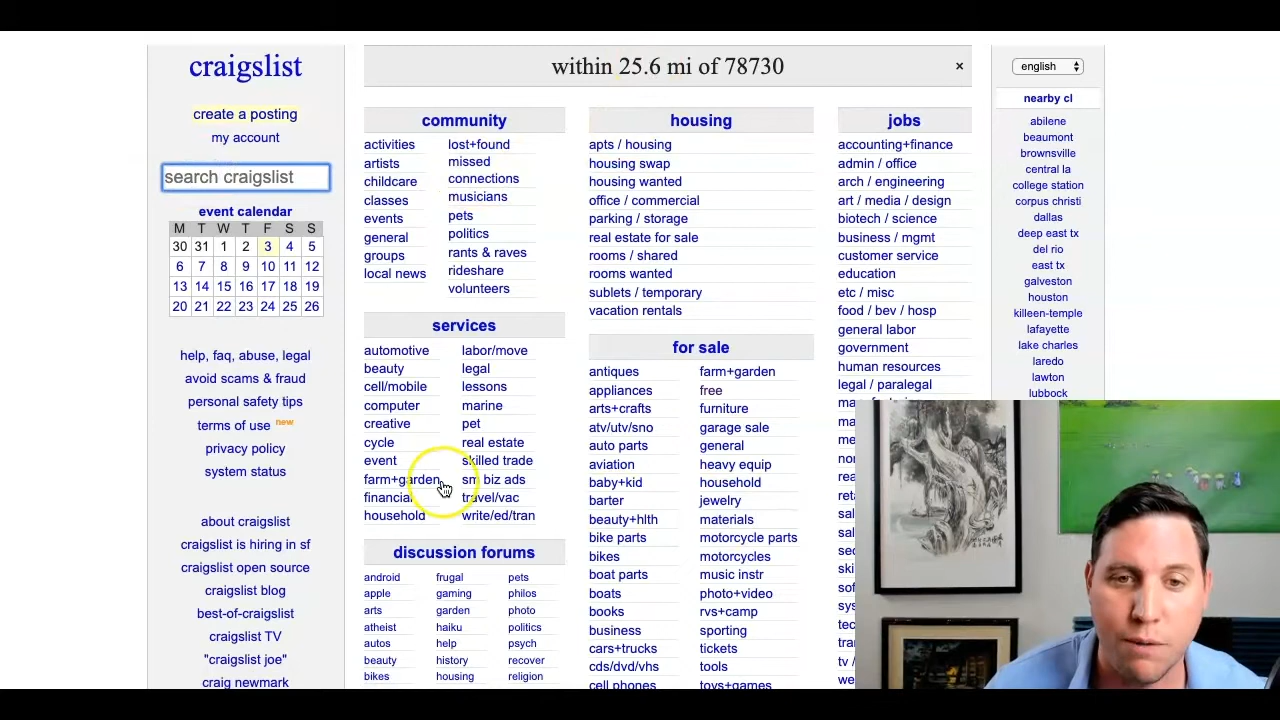 craigslist
create a posting
my account
search craigslist
event calendar
M T W T F S S
30 31 1 2 3 4 5
6 7 8 9 10 11 12
13 14 15 16 17 18 19
20 21 22 23 24 25 26
help, faq, abuse, legal
avoid scams & fraud
personal safety tips
terms of use new
privacy policy
system status
about craigslist
craigslist is hiring in sf
craigslist open source
craigslist blog
best-of-craigslist
craigslist TV
"craigslist joe"
craig newmark
within 25.6 mi of 78730 ×
community
activities
artists
childcare
classes
events
general
groups
local news
lost+found
missed
connections
musicians
pets
politics
rants & raves
rideshare
volunteers
services
automotive
beauty
cell/mobile
computer
creative
cycle
event
farm+garden
financial
household
labor/move
legal
lessons
marine
pet
real estate
skilled trade
sm biz ads
travel/vac
write/ed/tran
discussion forums
android
apple
arts
atheist
autos
beauty
bikes
frugal
gaming
garden
haiku
help
history
housing
pets
philos
photo
politics
psych
recover
religion
housing
apts / housing
housing swap
housing wanted
office / commercial
parking / storage
real estate for sale
rooms / shared
rooms wanted
sublets / temporary
vacation rentals
for sale
antiques
appliances
arts+crafts
atv/utv/sno
auto parts
aviation
baby+kid
barter
beauty+hlth
bike parts
bikes
boat parts
boats
books
business
cars+trucks
cds/dvd/vhs
cell phones
farm+garden
free
furniture
garage sale
general
heavy equip
household
jewelry
materials
motorcycle parts
motorcycles
music instr
photo+video
rvs+camp
sporting
tickets
tools
toys+games
jobs
accounting+finance
admin / office
arch / engineering
art / media / design
biotech / science
business / mgmt
customer service
education
etc / misc
food / bev / hosp
general labor
government
human resources
legal / paralegal
english
nearby cl
abilene
beaumont
brownsville
central la
college station
corpus christi
dallas
deep east tx
del rio
east tx
galveston
houston
killeen-temple
lafayette
lake charles
laredo
lawton
lubbock